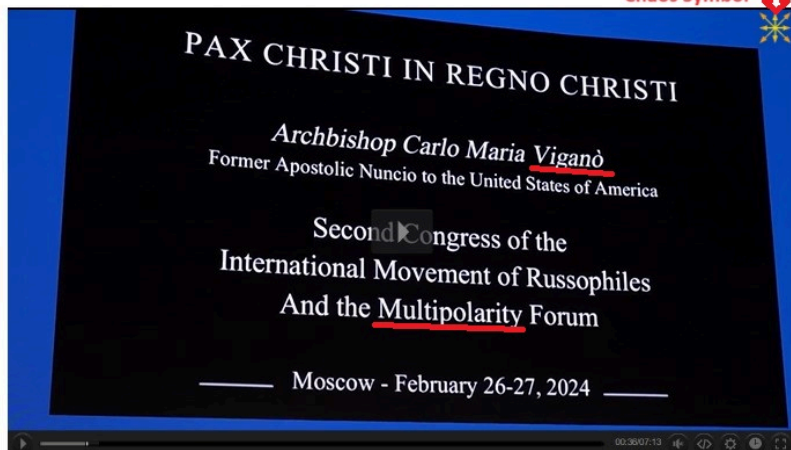 PAX CHRISTI IN REGNO CHRISTI
Archbishop Carlo Maria Viganò
Former Apostolic Nuncio to the United States of America
Second Congress of the
International Movement of Russophiles
And the Multipolarity Forum
Moscow - February 26-27, 2024
00:36/07:13